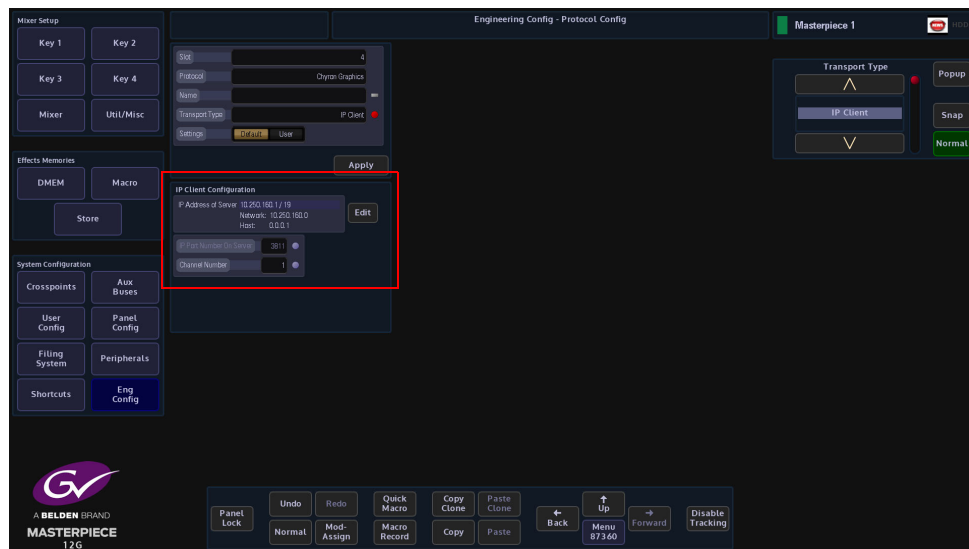 Mixer Setup
Key 1
Key 2
Key 3
Key 4
Mixer
Util/Misc
Effects Memories
DMEM
Macro
Store
System Configuration
Crosspoints
Aux
Buses
User
Config
Panel
Config
Filing
System
Peripherals
Shortcuts
Eng
Config
GV
A BELDEN BRAND
MASTERPIECE
12G
Engineering Config - Protocol Config
Slot
4
Protocol
Chyron Graphics
Name
Transport Type
IP Client
Settings
Default
User
Apply
IP Client Configuration
IP Address of Server 10.250.160.1 / 19
Network: 10.250.160.0
Host: 0.0.0.1
Edit
IP Port Number On Server
3811
Channel Number
1
Masterpiece 1
HDD
Transport Type
IP Client
Popup
Snap
Normal
Panel
Lock
Undo
Redo
Quick
Macro
Copy
Clone
Paste
Clone
Up
Normal
Mod-
Assign
Macro
Record
Copy
Paste
Back
Menu
87360
Forward
Disable
Tracking